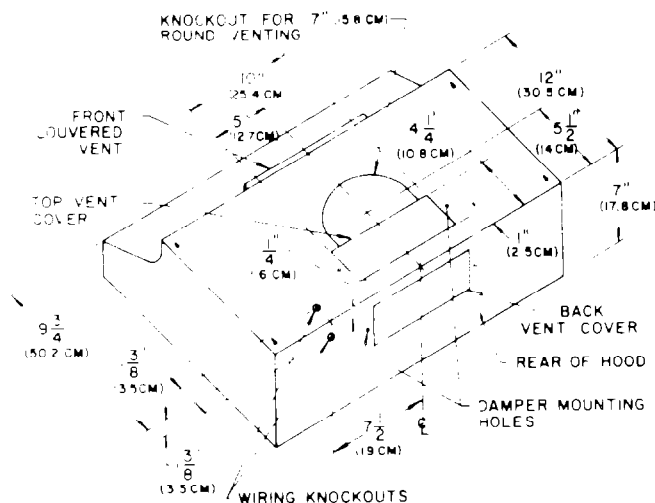 KNOCKOUT FOR 7" (5.8 CM)
ROUND VENTING
10"
(25.4 CM
12"
(30.5 CM)
5
(12.7 CM)
FRONT
LOUVERED
VENT
4 1/4"
(10.8 CM)
5 1/2"
(14 CM)
7"
(17.8 CM)
TOP VENT
COVER
1/4"
(.6 CM)
1"
(2.5 CM)
9 3/4
(50.2 CM)
BACK
VENT COVER
REAR OF HOOD
3/8
(3.5 CM)
DAMPER MOUNTING
HOLES
7 1/2
(19 CM)
℄
3/8
(3.5 CM)
WIRING KNOCKOUTS